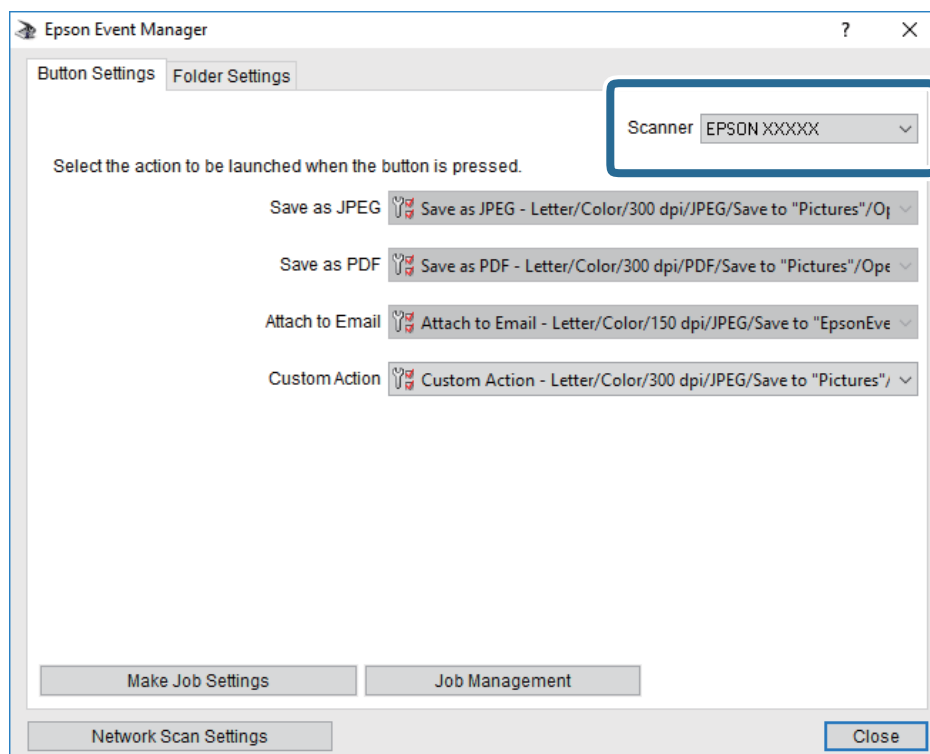 Epson Event Manager ?
Button Settings Folder Settings
Scanner EPSON XXXXX
Select the action to be launched when the button is pressed.
Save as JPEG Save as JPEG - Letter/Color/300 dpi/JPEG/Save to "Pictures"/Op
Save as PDF Save as PDF - Letter/Color/300 dpi/PDF/Save to "Pictures"/Ope
Attach to Email Attach to Email - Letter/Color/150 dpi/JPEG/Save to "EpsonEve
Custom Action Custom Action - Letter/Color/300 dpi/JPEG/Save to "Pictures"/
Make Job Settings Job Management
Network Scan Settings Close